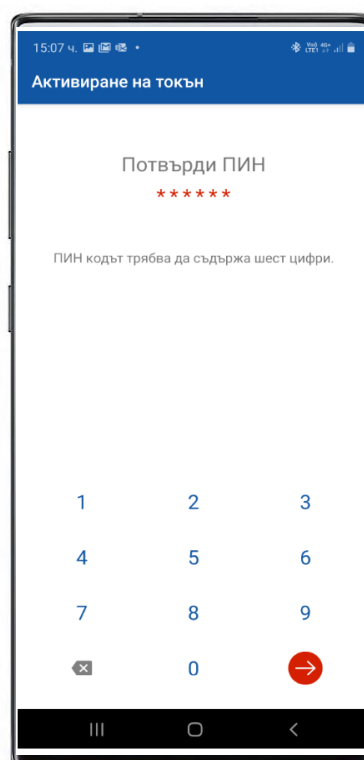 15:07 ч.
Активиране на токън
Потвърди ПИН
******
ПИН кодът трябва да съдържа шест цифри.
1 2 3
4 5 6
7 8 9
0